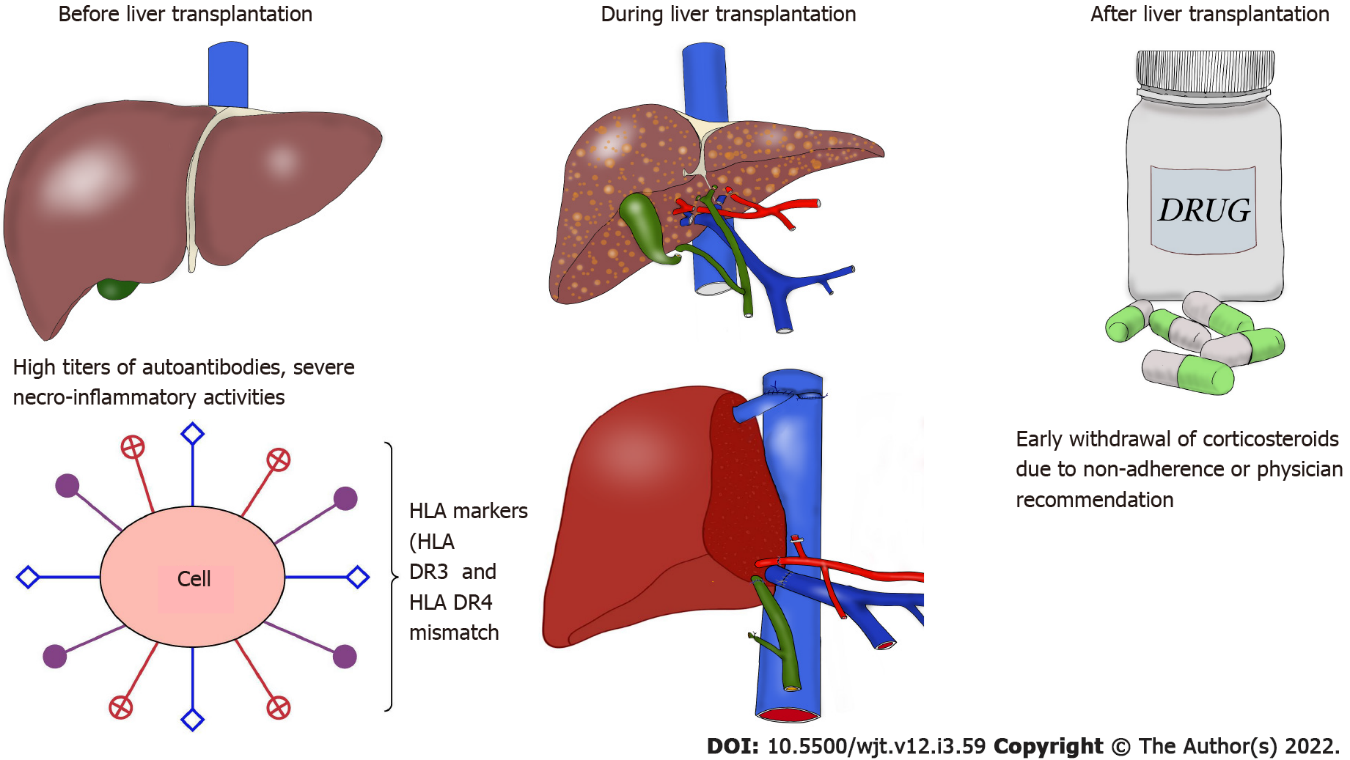 Before liver transplantation
During liver transplantation
After liver transplantation
DRUG
High titers of autoantibodies, severe
necro-inflammatory activities
Cell
HLA markers
(HLA
DR3 and
HLA DR4
mismatch
Early withdrawal of corticosteroids
due to non-adherence or physician
recommendation
DOI: 10.5500/wjt.v12.i3.59 Copyright © The Author(s) 2022.